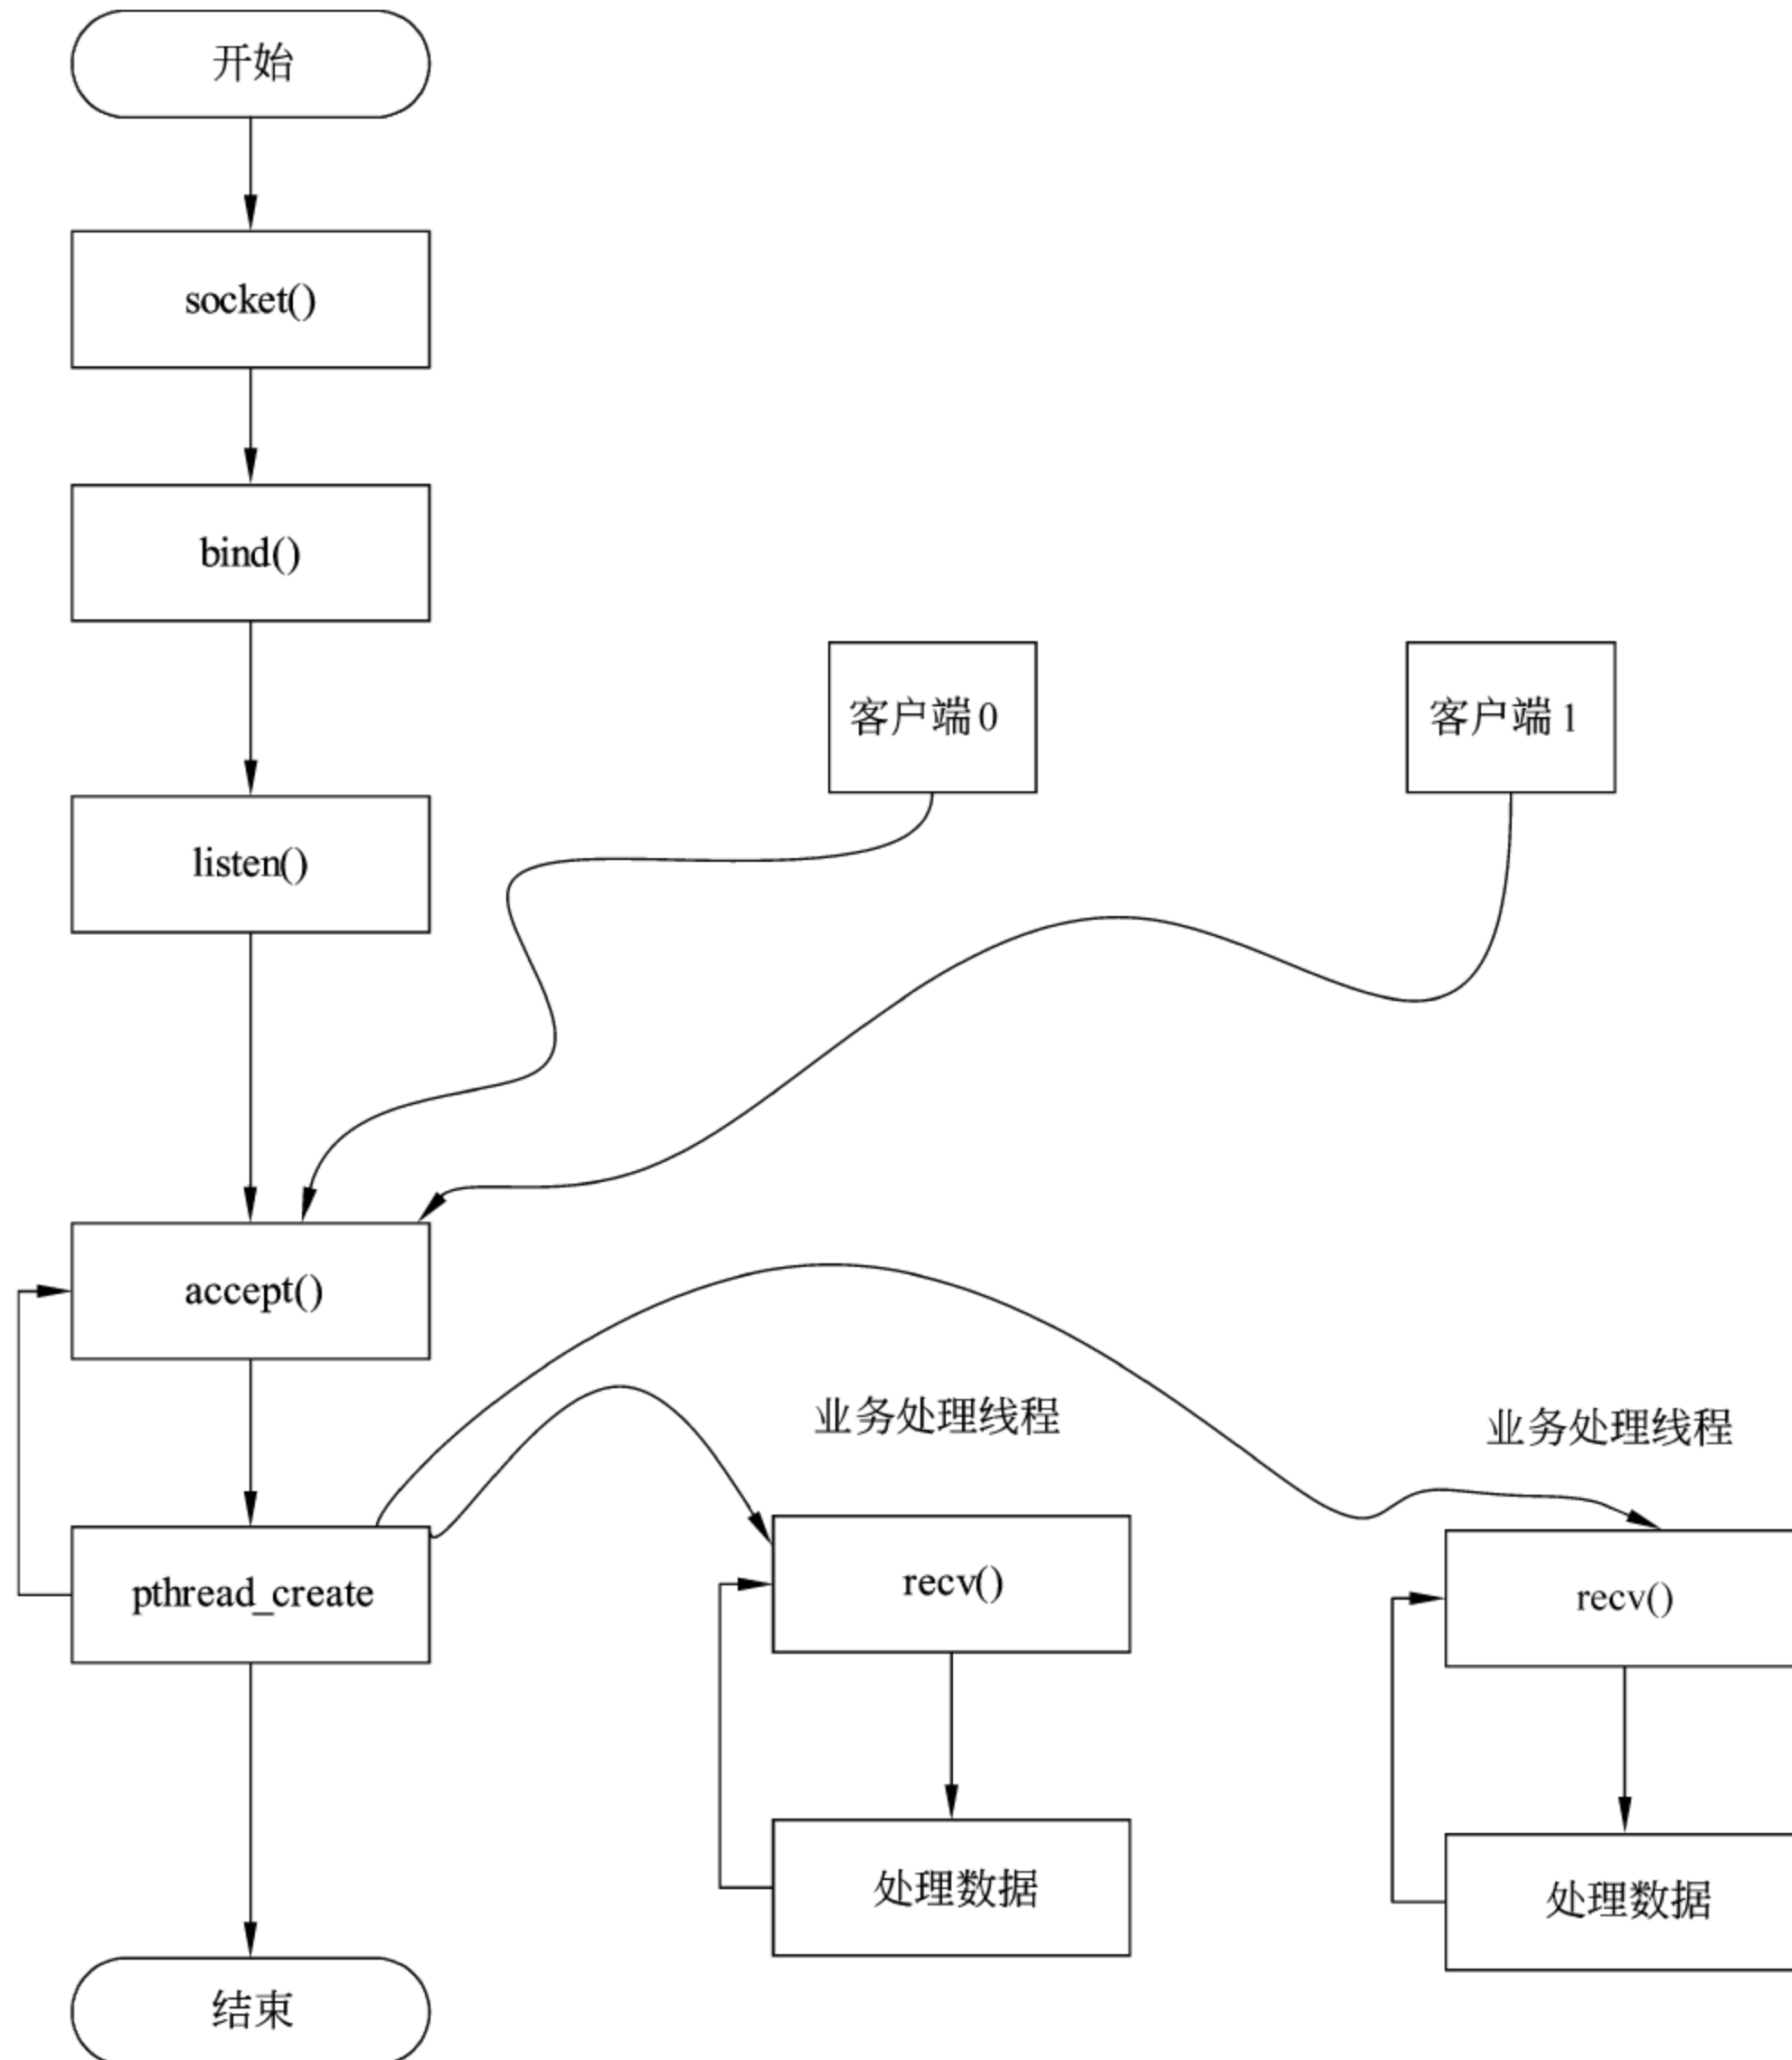 开始
socket()
bind()
客户端 0
客户端 1
listen()
accept()
业务处理线程
业务处理线程
pthread_create
recv()
recv()
处理数据
处理数据
结束